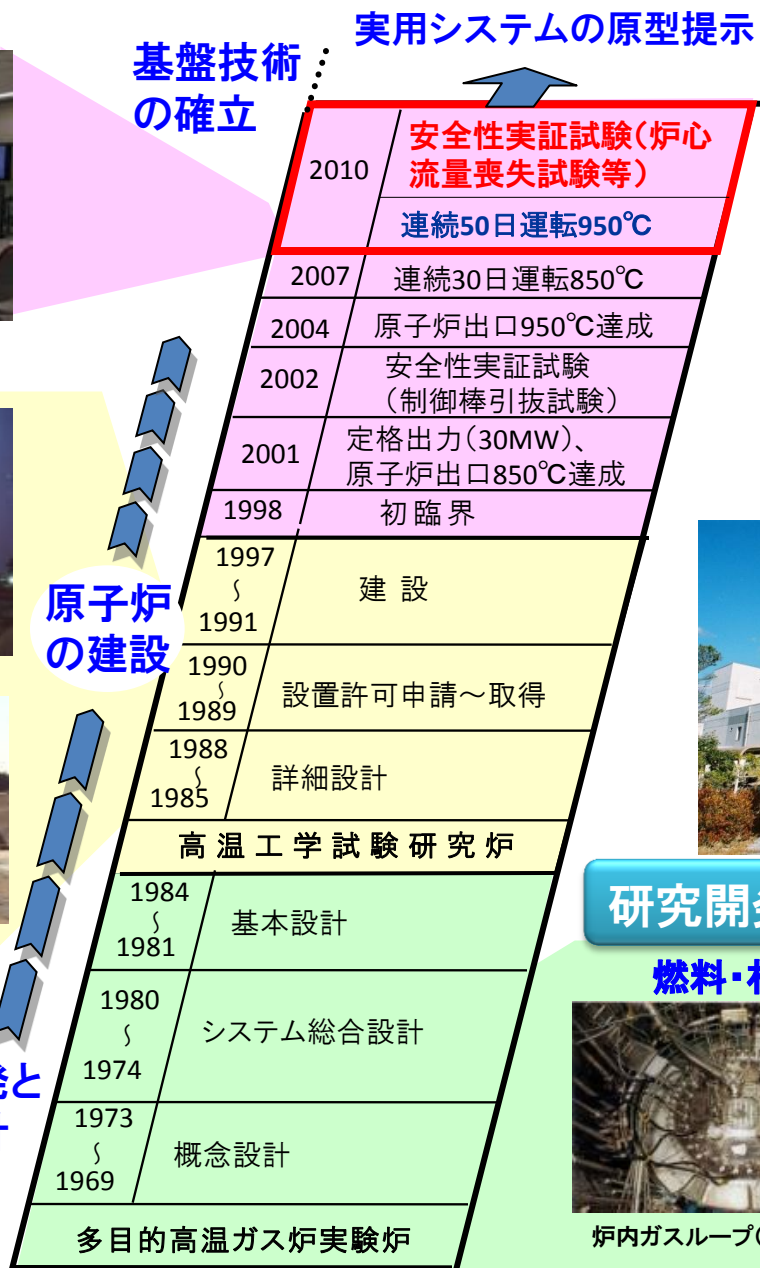 実用システムの原型提示
基盤技術
の確立
2010
安全性実証試験(炉心
流量喪失試験等)
連続50日運転950℃
2007 連続30日運転850℃
2004 原子炉出口950℃達成
2002
安全性実証試験
(制御棒引抜試験)
2001
定格出力(30MW)、
原子炉出口850℃達成
1998 初臨界
1997
～
1991
建 設
原子炉
の建設
1990
～
1989
設置許可申請～取得
1988
～
1985
詳細設計
高温工学試験研究炉
1984
～
1981
基本設計
研究開
燃料・
1980
～
1974
システム総合設計
と
1973
～
1969
概念設計
炉内ガスループ(
多目的高温ガス炉実験炉